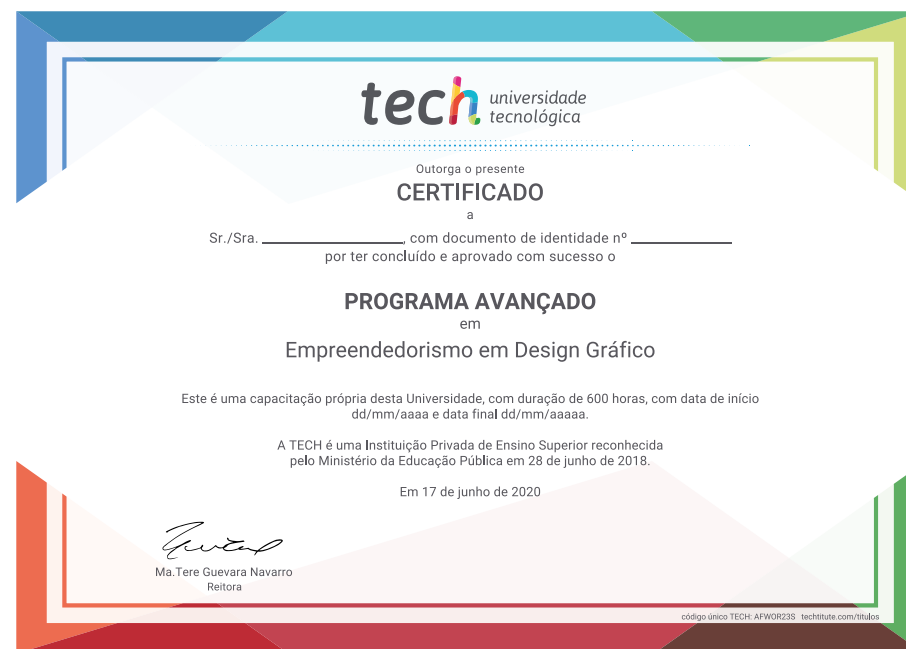 tech universidade
tecnológica
Outorga o presente
CERTIFICADO
a
Sr./Sra. ________________, com documento de identidade nº ___________
por ter concluído e aprovado com sucesso o
PROGRAMA AVANÇADO
em
Empreendedorismo em Design Gráfico
Este é uma capacitação própria desta Universidade, com duração de 600 horas, com data de início
dd/mm/aaaa e data final dd/mm/aaaaa.
A TECH é uma Instituição Privada de Ensino Superior reconhecida
pelo Ministério da Educação Pública em 28 de junho de 2018.
Em 17 de junho de 2020
Ma.Tere Guevara Navarro
Reitora
código único TECH: AFWOR23S techtitute.com/titulos